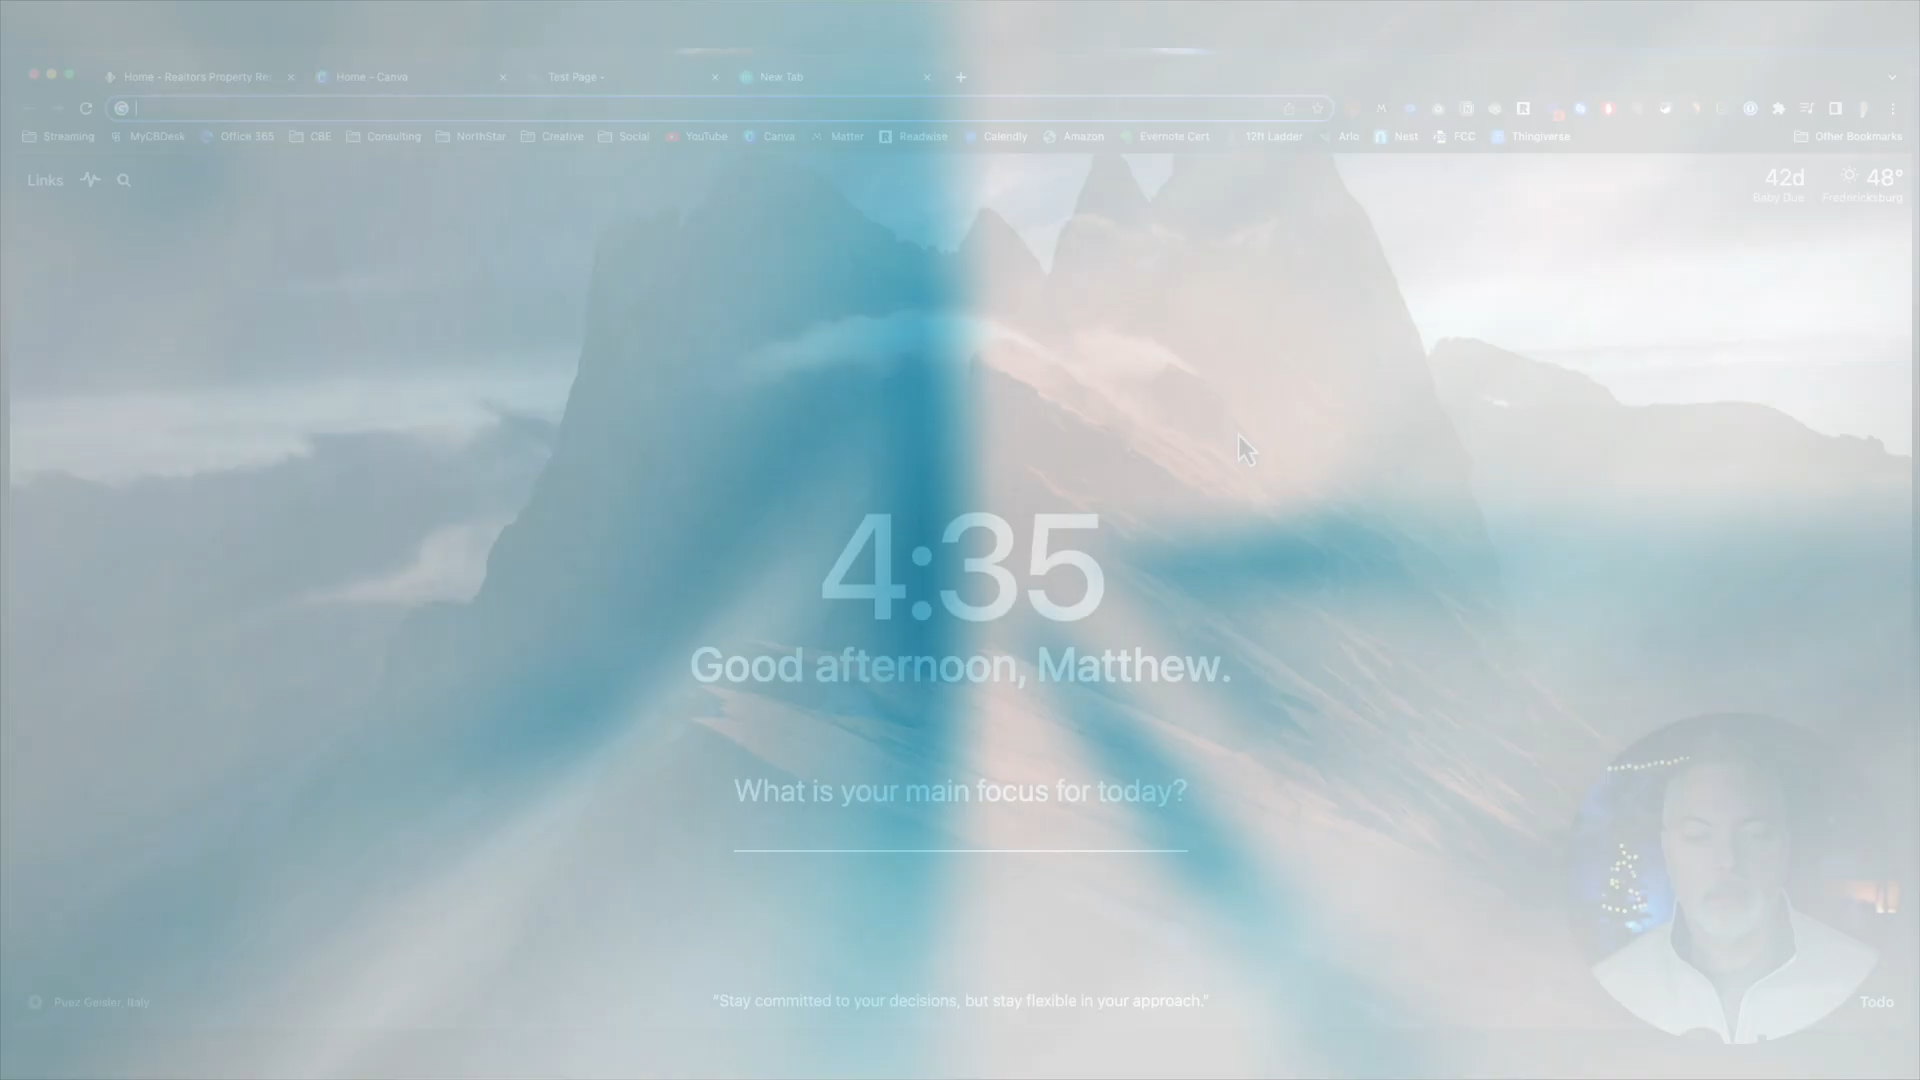 Home - Realtors Property Re
Home - Canva
Test Page -
New Tab
Streaming MyCBDesk Office 365 CBE Consulting NorthStar Creative Social YouTube Canva Matter Readwise Calendly Amazon Evernote Cert 12ft Ladder Arlo Nest FCC Thingiverse Other Bookmarks
Links
42d
Baby Due
48°
Fredericksburg
4:35
Good afternoon, Matthew.
What is your main focus for today?
Puez Geisler, Italy
"Stay committed to your decisions, but stay flexible in your approach."
Todo